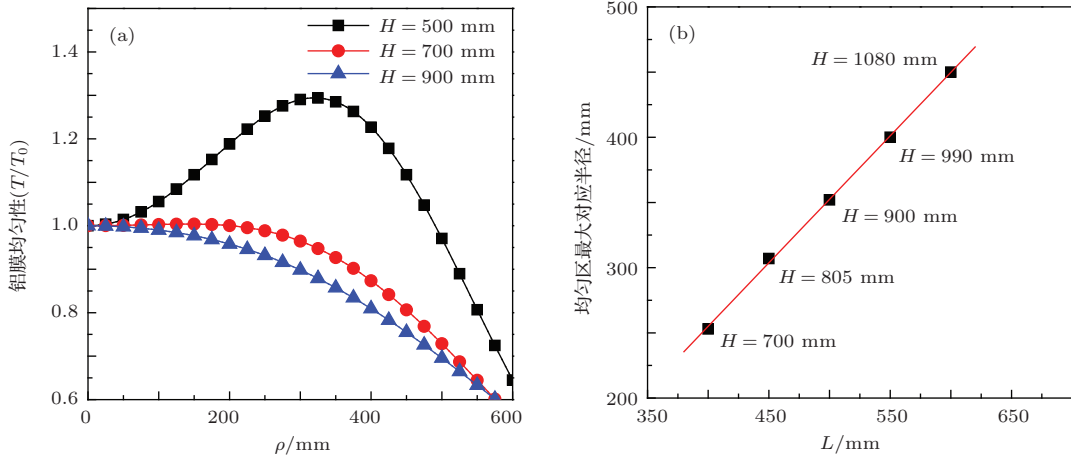 (a)
H = 500 mm
H = 700 mm
H = 900 mm
铝膜均匀性(T/T0)
1.4
1.2
1.0
0.8
0.6
0
200
400
600
ρ/mm
(b)
H = 1080 mm
H = 990 mm
H = 900 mm
H = 805 mm
H = 700 mm
均匀区最大对应半径/mm
500
400
300
200
350
450
550
650
L/mm